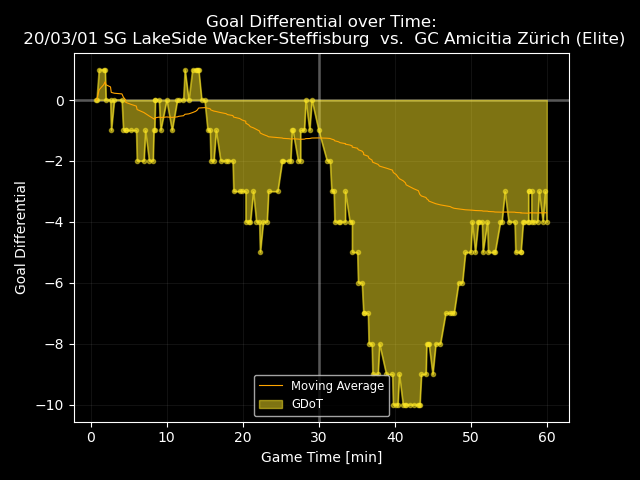 Goal Differential over Time:
20/03/01 SG LakeSide Wacker-Steffisburg  vs.  GC Amicitia Zürich (Elite)
Goal Differential
0
−2
−4
−6
−8
−10
Moving Average
GDoT
0 10 20 30 40 50 60
Game Time [min]